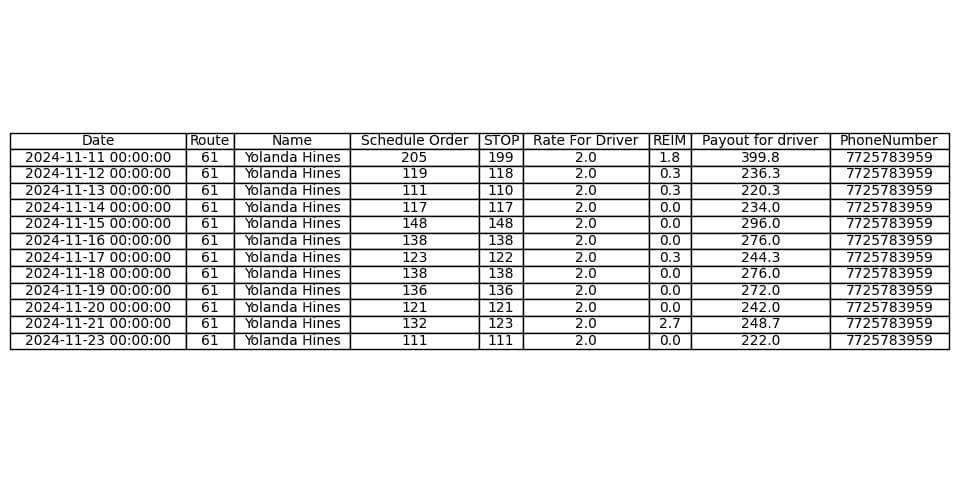 Date Route Name Schedule Order STOP Rate For Driver REIM Payout for driver PhoneNumber
2024-11-11 00:00:00 61 Yolanda Hines 205 199 2.0 1.8 399.8 7725783959
2024-11-12 00:00:00 61 Yolanda Hines 119 118 2.0 0.3 236.3 7725783959
2024-11-13 00:00:00 61 Yolanda Hines 111 110 2.0 0.3 220.3 7725783959
2024-11-14 00:00:00 61 Yolanda Hines 117 117 2.0 0.0 234.0 7725783959
2024-11-15 00:00:00 61 Yolanda Hines 148 148 2.0 0.0 296.0 7725783959
2024-11-16 00:00:00 61 Yolanda Hines 138 138 2.0 0.0 276.0 7725783959
2024-11-17 00:00:00 61 Yolanda Hines 123 122 2.0 0.3 244.3 7725783959
2024-11-18 00:00:00 61 Yolanda Hines 138 138 2.0 0.0 276.0 7725783959
2024-11-19 00:00:00 61 Yolanda Hines 136 136 2.0 0.0 272.0 7725783959
2024-11-20 00:00:00 61 Yolanda Hines 121 121 2.0 0.0 242.0 7725783959
2024-11-21 00:00:00 61 Yolanda Hines 132 123 2.0 2.7 248.7 7725783959
2024-11-23 00:00:00 61 Yolanda Hines 111 111 2.0 0.0 222.0 7725783959